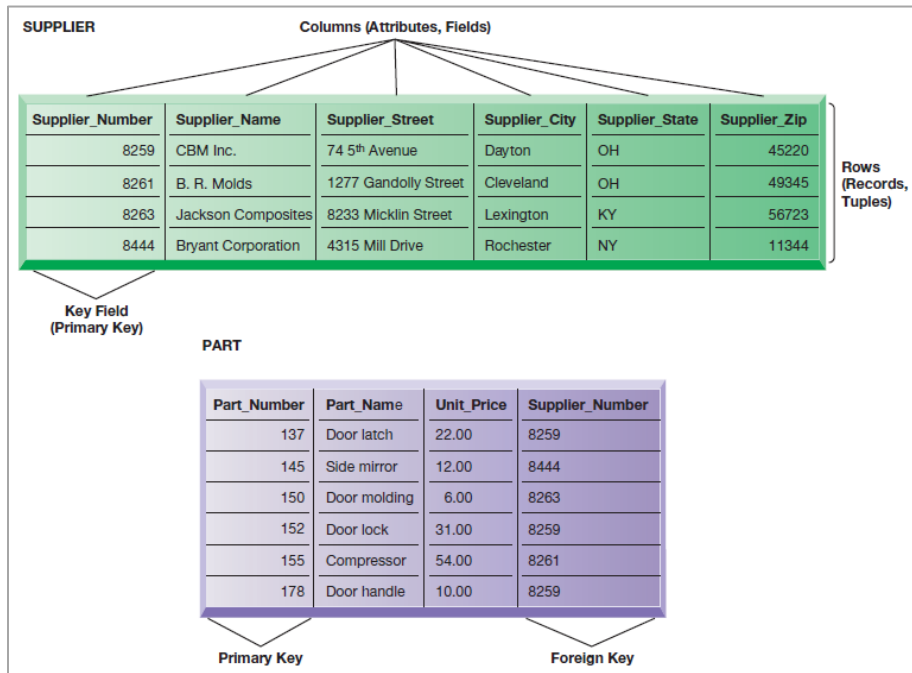 SUPPLIER
Columns (Attributes, Fields)
Supplier_Number Supplier_Name Supplier_Street Supplier_City Supplier_State Supplier_Zip
8259 CBM Inc. 74 5th Avenue Dayton OH 45220
8261 B. R. Molds 1277 Gandolly Street Cleveland OH 49345
8263 Jackson Composites 8233 Micklin Street Lexington KY 56723
8444 Bryant Corporation 4315 Mill Drive Rochester NY 11344
Rows
(Records,
Tuples)
Key Field
(Primary Key)
PART
Part_Number Part_Name Unit_Price Supplier_Number
137 Door latch 22.00 8259
145 Side mirror 12.00 8444
150 Door molding 6.00 8263
152 Door lock 31.00 8259
155 Compressor 54.00 8261
178 Door handle 10.00 8259
Primary Key
Foreign Key